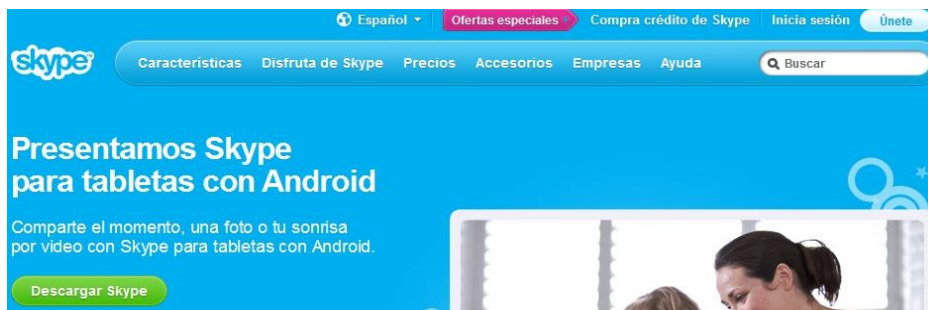 Español Ofertas especiales Compra crédito de Skype Inicia sesión Únete
skype Características Disfruta de Skype Precios Accesorios Empresas Ayuda Buscar
Presentamos Skype
para tabletas con Android
Comparte el momento, una foto o tu sonrisa
por video con Skype para tabletas con Android.
Descargar Skype